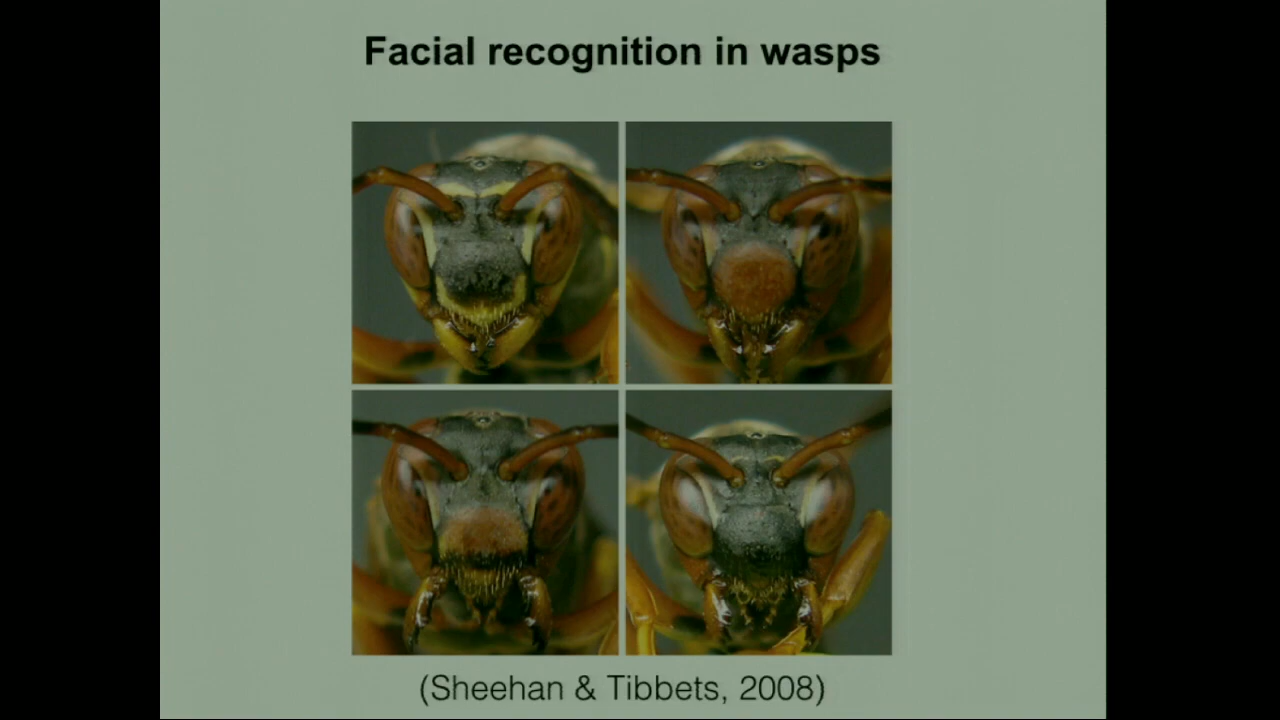 Facial recognition in wasps
(Sheehan & Tibbets, 2008)